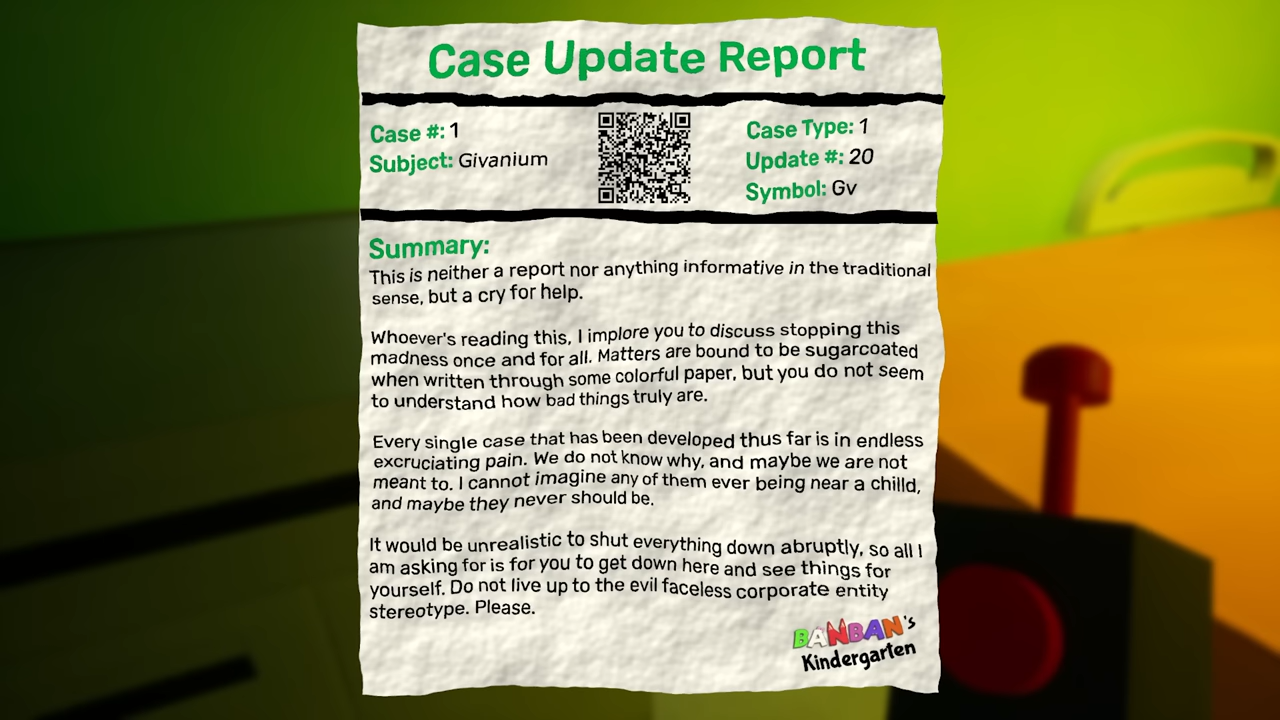 Case Update Report
Case #: 1
Subject: Givanium
Case Type: 1
Update #: 20
Symbol: Gv
Summary:
This is neither a report nor anything informative in the traditional
sense, but a cry for help.
Whoever's reading this, I implore you to discuss stopping this
madness once and for all. Matters are bound to be sugarcoated
when written through some colorful paper, but you do not seem
to understand how bad things truly are.
Every single case that has been developed thus far is in endless
excruciating pain. We do not know why, and maybe we are not
meant to. I cannot imagine any of them ever being near a chilld,
and maybe they never should be.
It would be unrealistic to shut everything down abruptly, so all I
am asking for is for you to get down here and see things for
yourself. Do not live up to the evil faceless corporate entity
stereotype. Please.
BANBAN's
Kindergarten